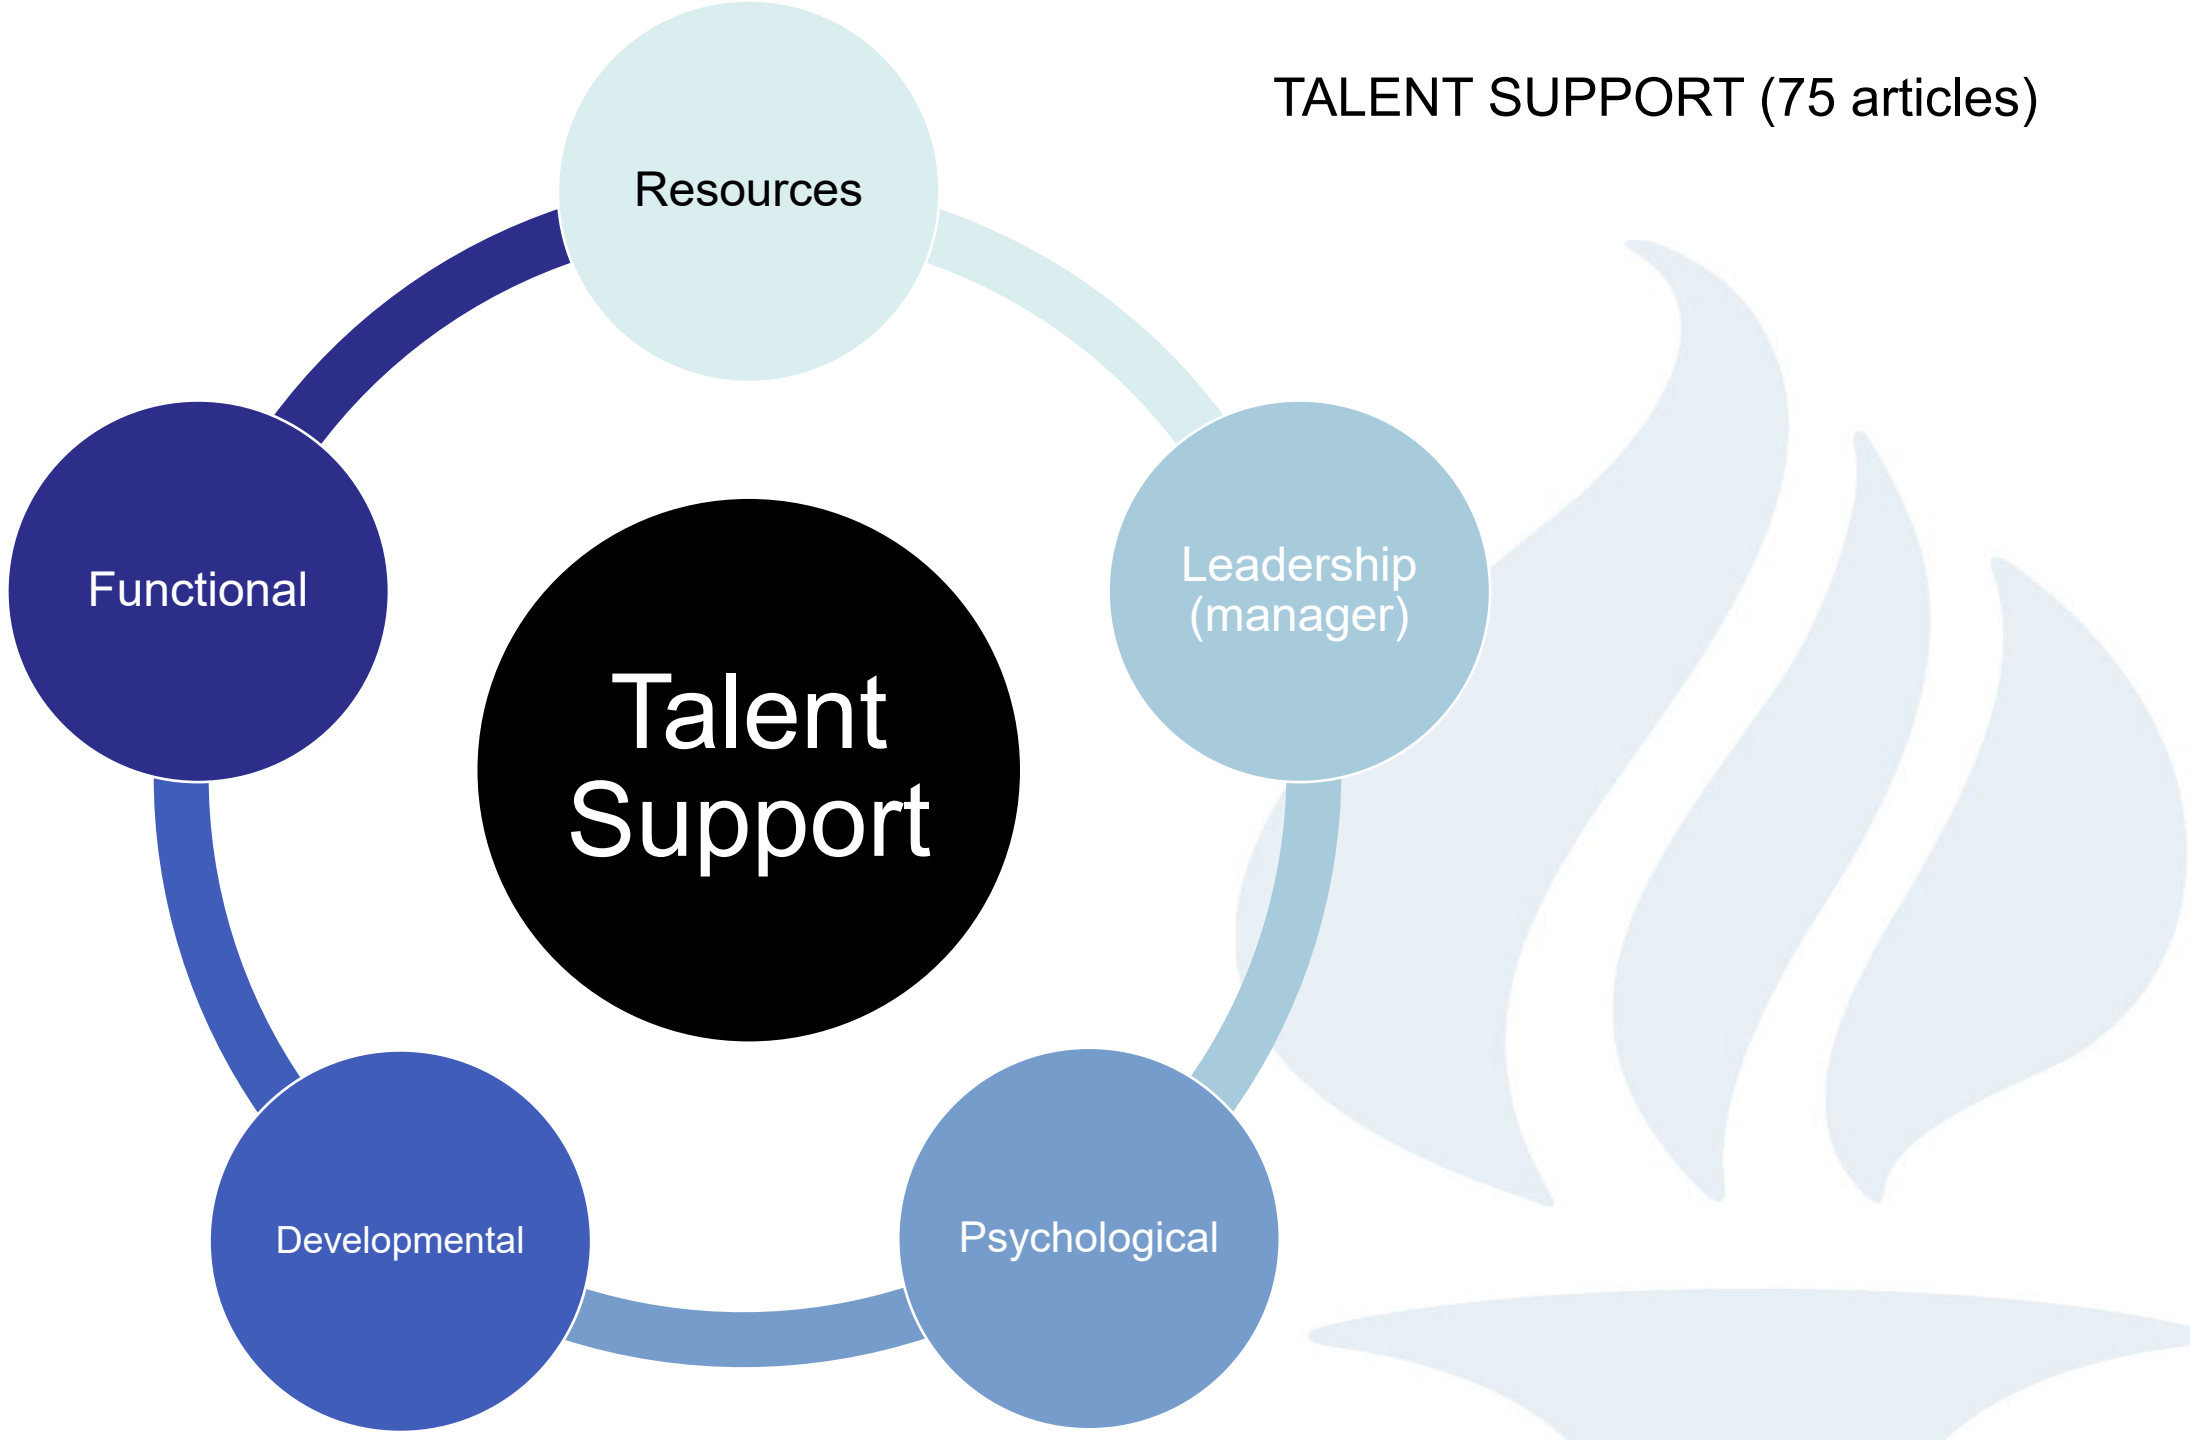 TALENT SUPPORT (75 articles)
Resources
Leadership
(manager)
Functional
Talent
Support
Developmental
Psychological